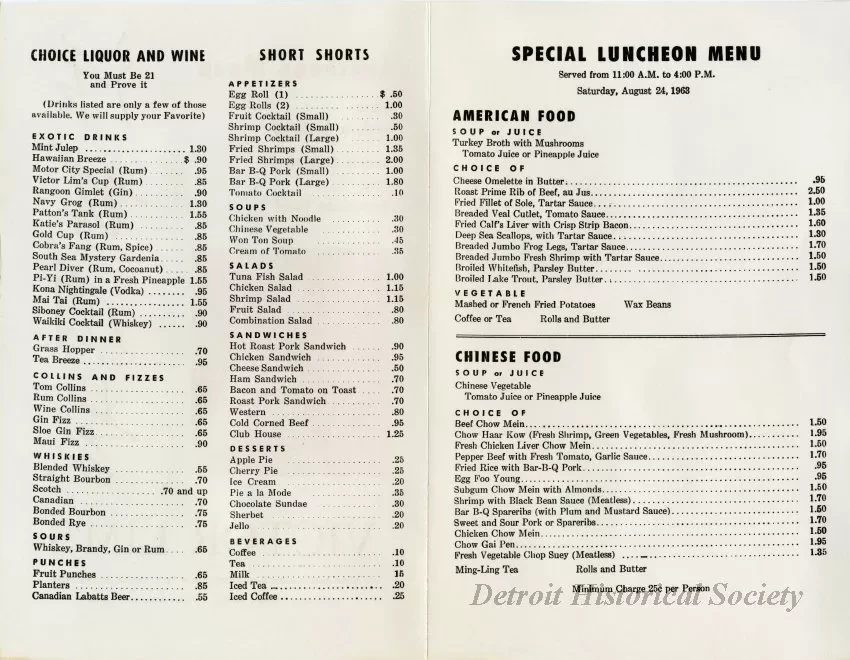 CHOICE LIQUOR AND WINE
You Must Be 21
and Prove it
(Drinks listed are only a few of those
available. We will supply your Favorite)
EXOTIC DRINKS
Mint Julep ..................... 1.30
Hawaiian Breeze ............. $ .90
Motor City Special (Rum) ...... .95
Victor Lim's Cup (Rum) ........ .85
Rangoon Gimlet (Gin) .......... .90
Navy Grog (Rum) ............... 1.30
Patton's Tank (Rum) ........... 1.55
Katie's Parasol (Rum) ......... .85
Gold Cup (Rum) ................ .85
Cobra's Fang (Rum, Spice) ..... .85
South Sea Mystery Gardenia .... .85
Pearl Diver (Rum, Cocoanut) ... .85
Pi-Yi (Rum) in a Fresh Pineapple 1.55
Kona Nightingale (Vodka) ...... .95
Mai Tai (Rum) ................. 1.55
Siboney Cocktail (Rum) ........ .90
Waikiki Cocktail (Whiskey) ...... .90
AFTER DINNER
Grass Hopper .................. .70
Tea Breeze .................... .95
COLLINS AND FIZZES
Tom Collins ................... .65
Rum Collins ................... .65
Wine Collins .................. .65
Gin Fizz ...................... .65
Sloe Gin Fizz ................. .65
Maui Fizz ..................... .90
WHISKIES
Blended Whiskey ............... .55
Straight Bourbon .............. .70
Scotch ................ .70 and up
Canadian ...................... .70
Bonded Bourbon ................ .75
Bonded Rye .................... .75
SOURS
Whiskey, Brandy, Gin or Rum .... .65
PUNCHES
Fruit Punches ................. .65
Planters ...................... .85
Canadian Labatts Beer............ .55
SHORT SHORTS
APPETIZERS
Egg Roll (1) ................ $ .50
Egg Rolls (2) ................. 1.00
Fruit Cocktail (Small) ........ .30
Shrimp Cocktail (Small) ....... .50
Shrimp Cocktail (Large) ....... 1.00
Fried Shrimps (Small) ......... 1.35
Fried Shrimps (Large) ......... 2.00
Bar B-Q Pork (Small) .......... 1.00
Bar B-Q Pork (Large) .......... 1.80
Tomato Cocktail ............... .10
SOUPS
Chicken with Noodle ........... .30
Chinese Vegetable ............. .30
Won Ton Soup .................. .45
Cream of Tomato ............... .35
SALADS
Tuna Fish Salad ............... 1.00
Chicken Salad ................. 1.15
Shrimp Salad .................. 1.15
Fruit Salad ................... .80
Combination Salad ............. .80
SANDWICHES
Hot Roast Pork Sandwich ....... .90
Chicken Sandwich .............. .95
Cheese Sandwich ............... .50
Ham Sandwich .................. .70
Bacon and Tomato on Toast ..... .70
Roast Pork Sandwich ........... .70
Western ....................... .80
Cold Corned Beef .............. .95
Club House .................... 1.25
DESSERTS
Apple Pie ..................... .25
Cherry Pie .................... .25
Ice Cream ..................... .20
Pie a la Mode ................. .35
Chocolate Sundae .............. .30
Sherbet ....................... .20
Jello ......................... .20
BEVERAGES
Coffee ........................ .10
Tea ........................... .10
Milk .......................... 15
Iced Tea ...................... .20
Iced Coffee ................... .25
SPECIAL LUNCHEON MENU
Served from 11:00 A.M. to 4:00 P.M.
Saturday, August 24, 1963
AMERICAN FOOD
SOUP or JUICE
Turkey Broth with Mushrooms
Tomato Juice or Pineapple Juice
CHOICE OF
Cheese Omelette in Butter................ .95
Roast Prime Rib of Beef, au Jus................ 2.50
Fried Fillet of Sole, Tartar Sauce................ 1.00
Breaded Veal Cutlet, Tomato Sauce................ 1.35
Fried Calf's Liver with Crisp Strip Bacon................ 1.60
Deep Sea Scallops, with Tartar Sauce................ 1.30
Breaded Jumbo Frog Legs, Tartar Sauce................ 1.70
Breaded Jumbo Fresh Shrimp with Tartar Sauce................ 1.50
Broiled Whitefish, Parsley Butter................ 1.50
Broiled Lake Trout, Parsley Butter................ 1.50
VEGETABLE
Mashed or French Fried Potatoes Wax Beans
Coffee or Tea Rolls and Butter
CHINESE FOOD
SOUP or JUICE
Chinese Vegetable
Tomato Juice or Pineapple Juice
CHOICE OF
Beef Chow Mein................ 1.50
Chow Haar Kow (Fresh Shrimp, Green Vegetables, Fresh Mushroom)........... 1.95
Fresh Chicken Liver Chow Mein................ 1.50
Pepper Beef with Fresh Tomato, Garlic Sauce................ 1.70
Fried Rice with Bar-B-Q Pork................ .95
Egg Foo Young................ .95
Subgum Chow Mein with Almonds................ 1.50
Shrimp with Black Bean Sauce (Meatless)................ 1.70
Bar B-Q Spareribs (with Plum and Mustard Sauce)................ 1.50
Sweet and Sour Pork or Spareribs................ 1.70
Chicken Chow Mein................ 1.50
Chow Gai Pen................ 1.95
Fresh Vegetable Chop Suey (Meatless) ................ 1.35
Ming-Ling Tea Rolls and Butter
Minimum Charge 25¢ per Person
Detroit Historical Society